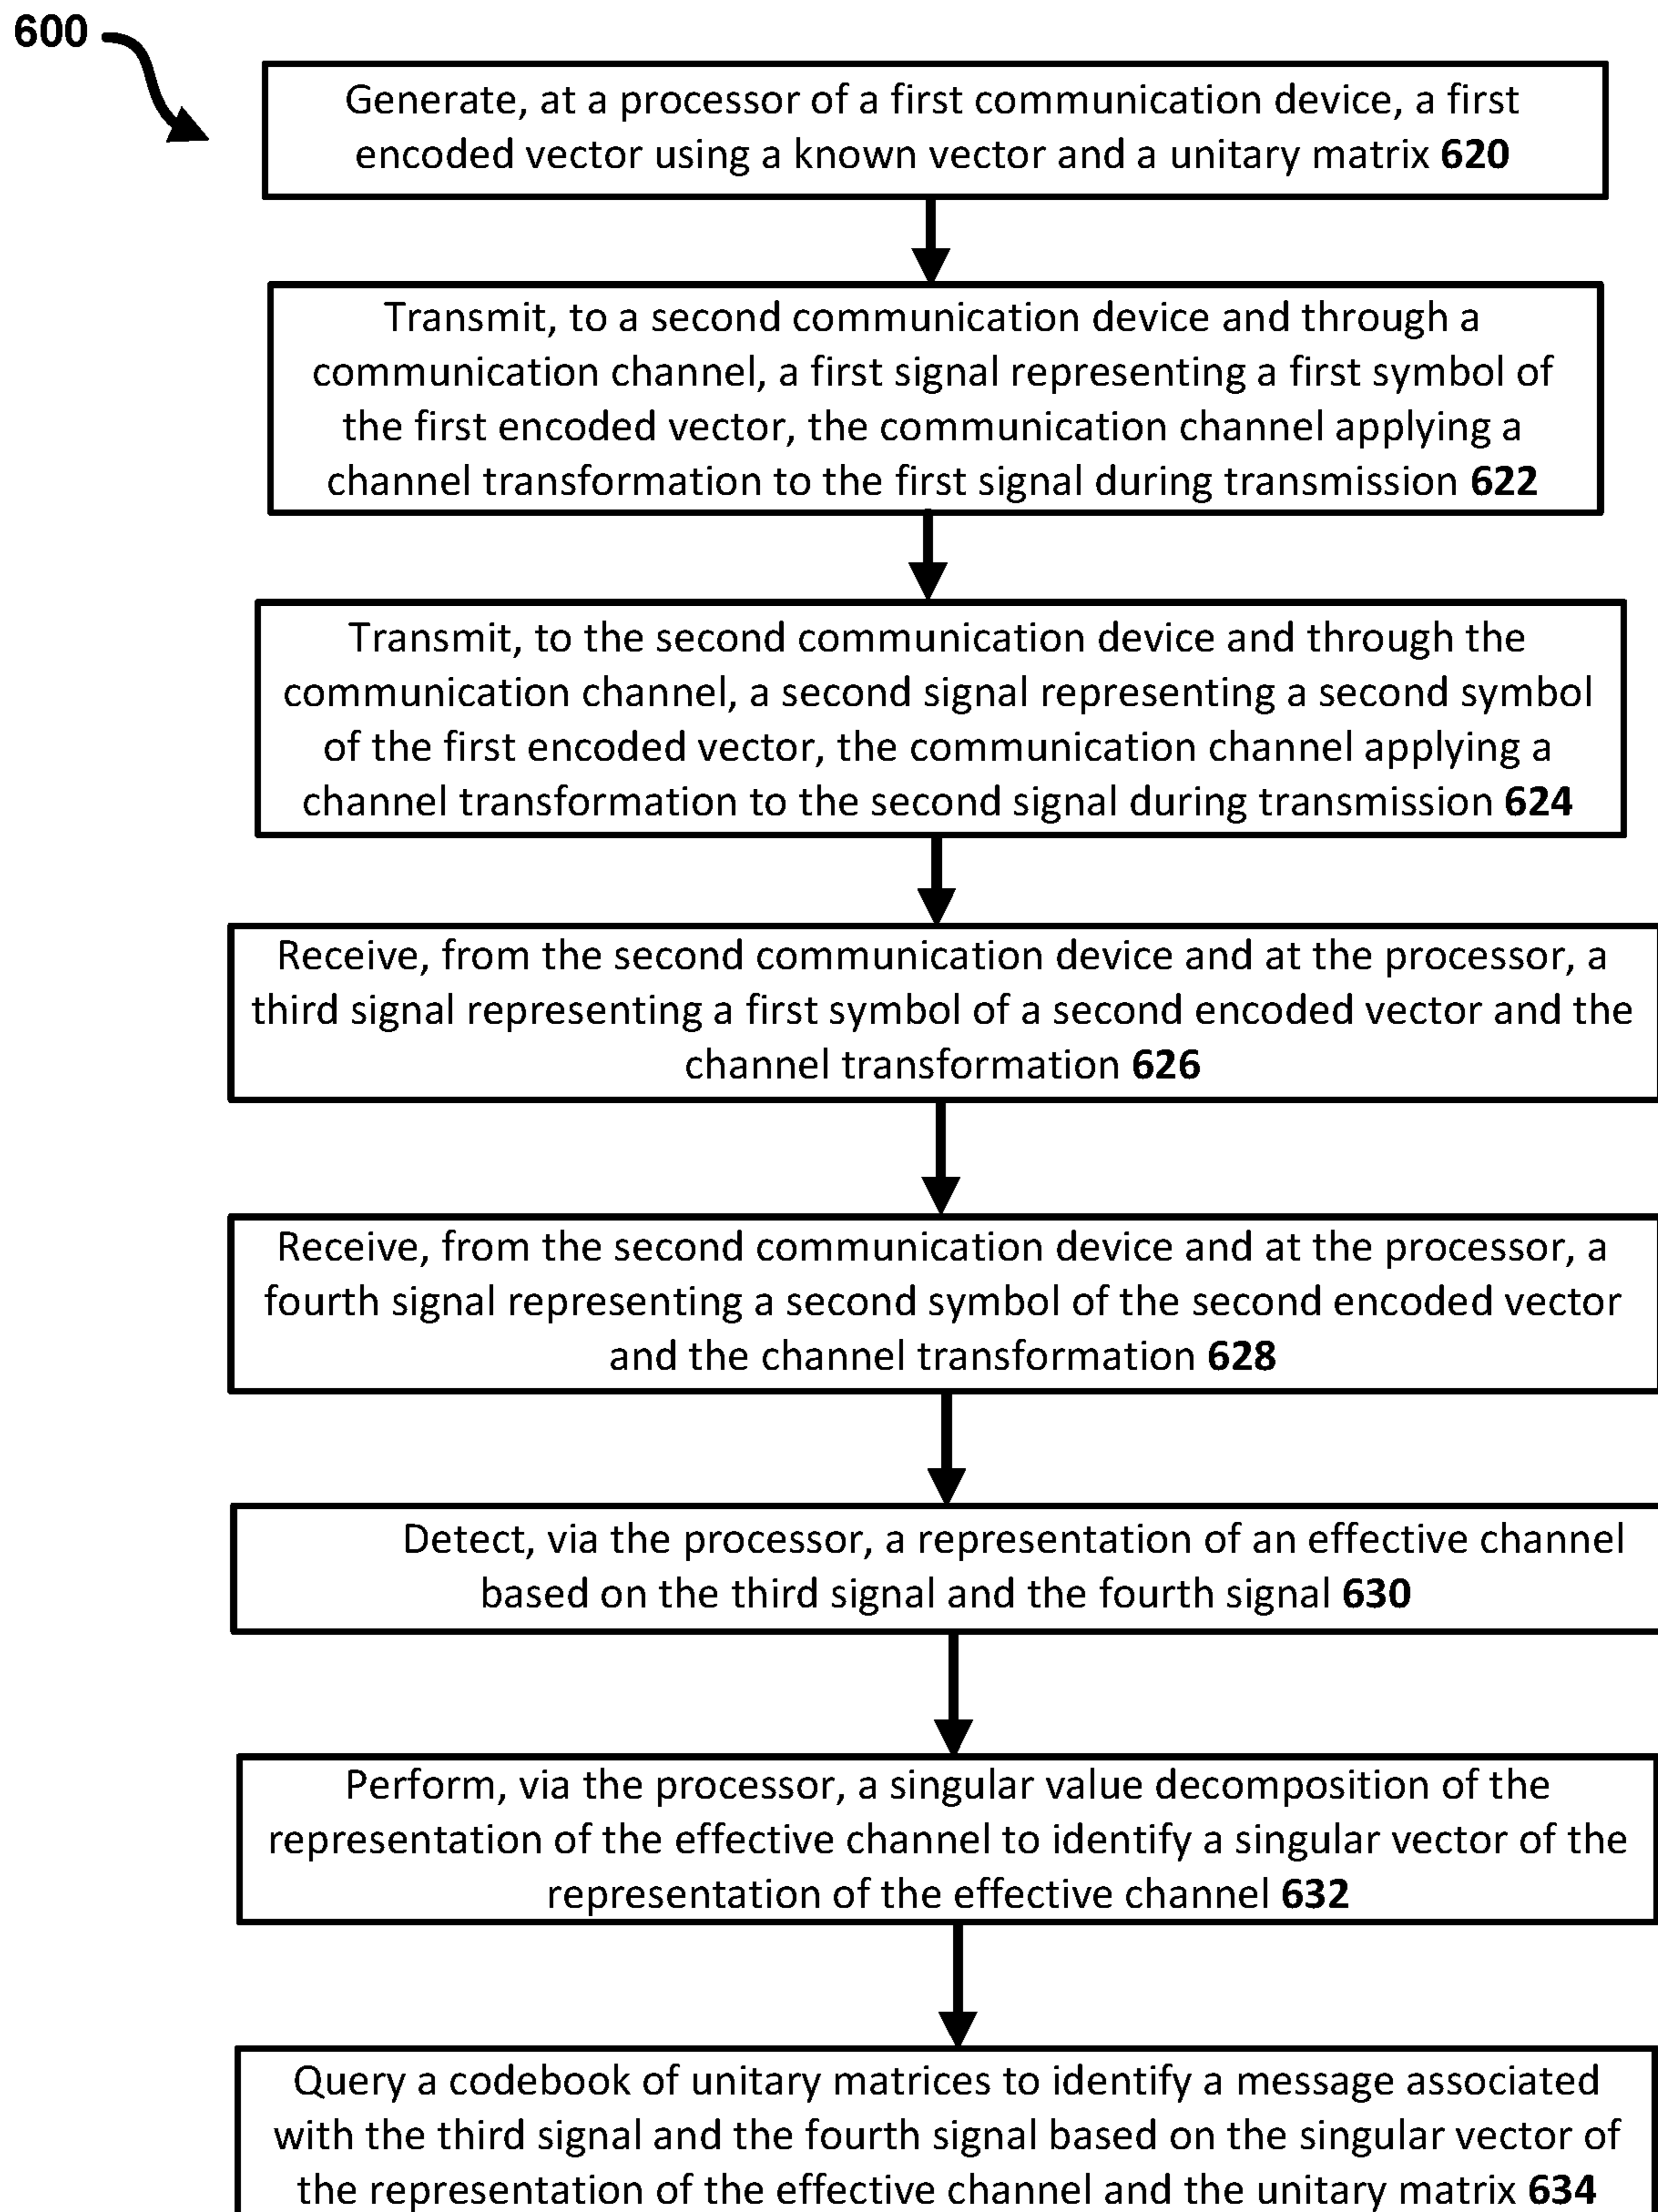 600
Generate, at a processor of a first communication device, a first
encoded vector using a known vector and a unitary matrix 620
Transmit, to a second communication device and through a
communication channel, a first signal representing a first symbol of
the first encoded vector, the communication channel applying a
channel transformation to the first signal during transmission 622
Transmit, to the second communication device and through the
communication channel, a second signal representing a second symbol
of the first encoded vector, the communication channel applying a
channel transformation to the second signal during transmission 624
Receive, from the second communication device and at the processor, a
third signal representing a first symbol of a second encoded vector and the
channel transformation 626
Receive, from the second communication device and at the processor, a
fourth signal representing a second symbol of the second encoded vector
and the channel transformation 628
Detect, via the processor, a representation of an effective channel
based on the third signal and the fourth signal 630
Perform, via the processor, a singular value decomposition of the
representation of the effective channel to identify a singular vector of the
representation of the effective channel 632
Query a codebook of unitary matrices to identify a message associated
with the third signal and the fourth signal based on the singular vector of
the representation of the effective channel and the unitary matrix 634